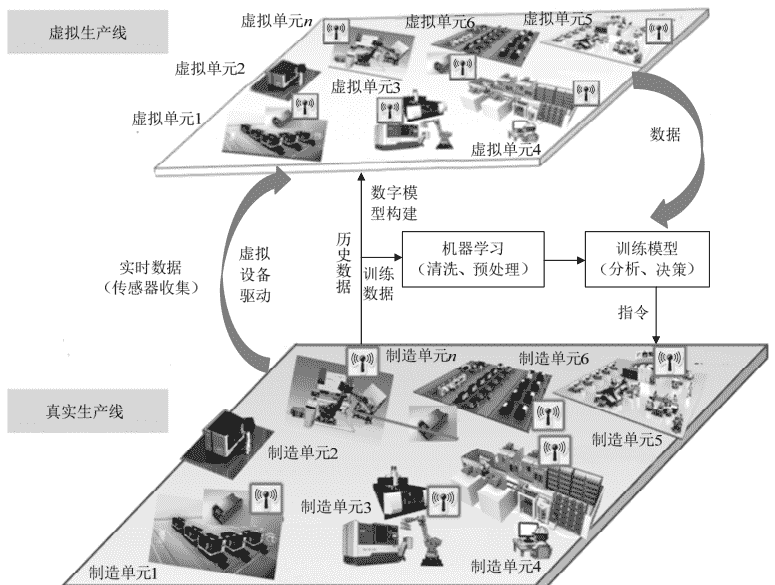 虚拟生产线
虚拟单元n
虚拟单元6
虚拟单元5
虚拟单元2
虚拟单元3
虚拟单元1
虚拟单元4
数据
数字模
型构建
实时数据
（传感器收集）
虚拟
设备
驱动
历史数据
训练
数据
机器学习
（清洗、预处理）
训练模型
（分析、决策）
指令
真实生产线
制造单元n
制造单元6
制造单元5
制造单元2
制造单元3
制造单元1
制造单元4